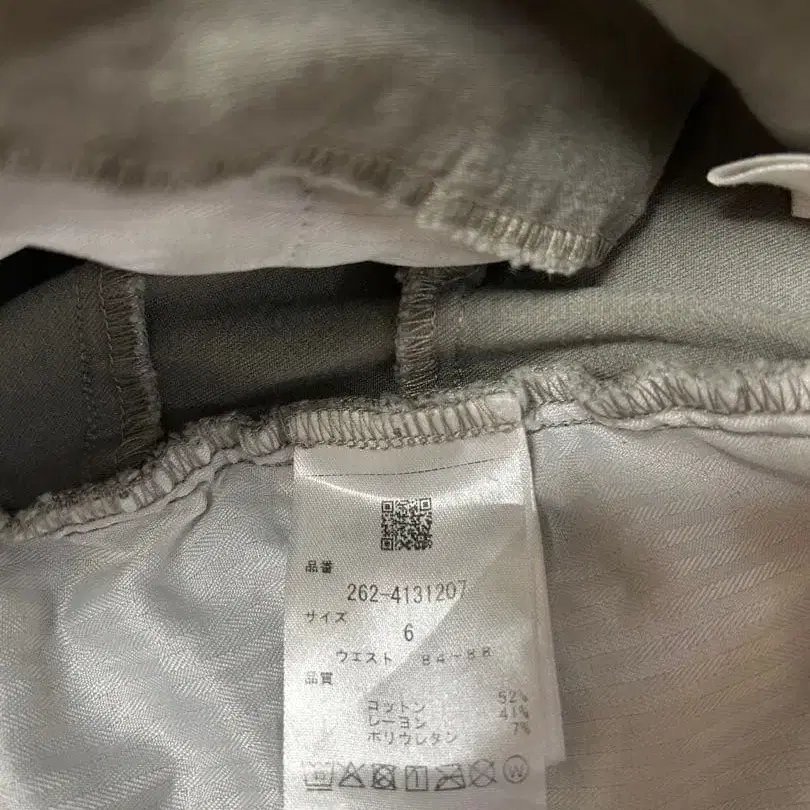 品番
262-4131207
サイズ
6
ウエスト 84-88
品質
コットン 52%
レーヨン 41%
ポリウレタン 7%
W